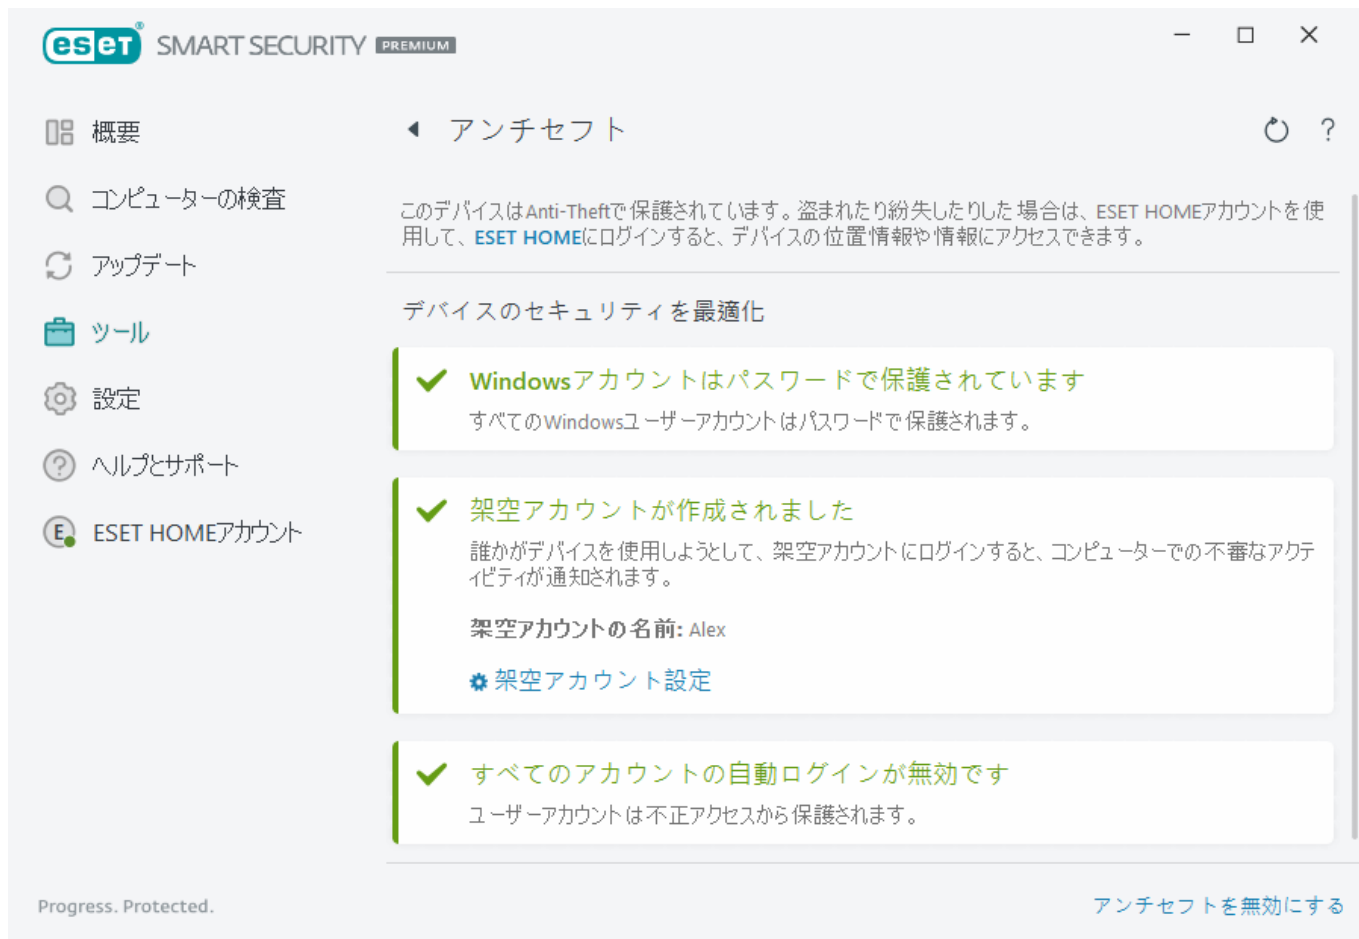 eset® SMART SECURITY PREMIUM
概要
コンピューターの検査
アップデート
ツール
設定
ヘルプとサポート
E ESET HOMEアカウント
アンチセフト
?
このデバイスはAnti-Theftで保護されています。盗まれたり紛失したりした場合は、ESET HOMEアカウントを使
用して、ESET HOMEにログインすると、デバイスの位置情報や情報にアクセスできます。
デバイスのセキュリティを最適化
Windowsアカウントはパスワードで保護されています
すべてのWindowsユーザーアカウントはパスワードで保護されます。
架空アカウントが作成されました
誰かがデバイスを使用しようとして、架空アカウントにログインすると、コンピューターでの不審なアクテ
ィビティが通知されます。
架空アカウントの名前: Alex
架空アカウント設定
すべてのアカウントの自動ログインが無効です
ユーザーアカウントは不正アクセスから保護されます。
Progress. Protected.
アンチセフトを無効にする